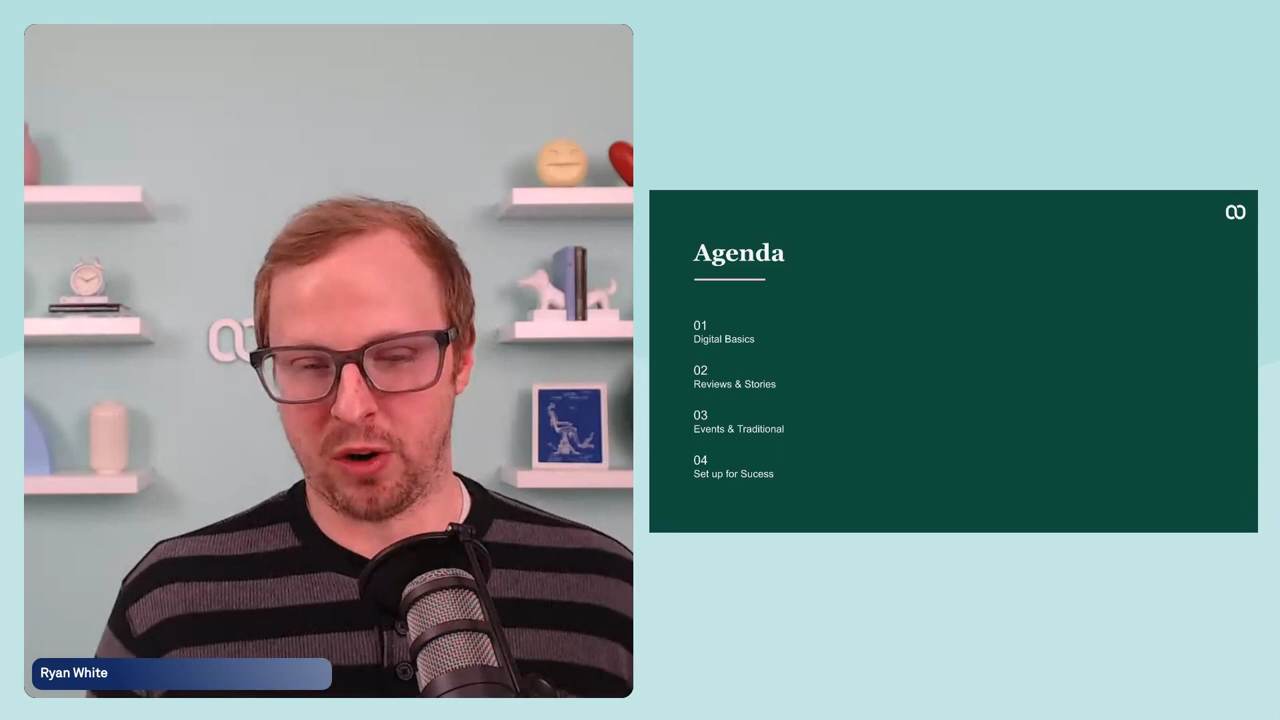 Ryan White
Agenda
01
Digital Basics
02
Reviews & Stories
03
Events & Traditional
04
Set up for Sucess